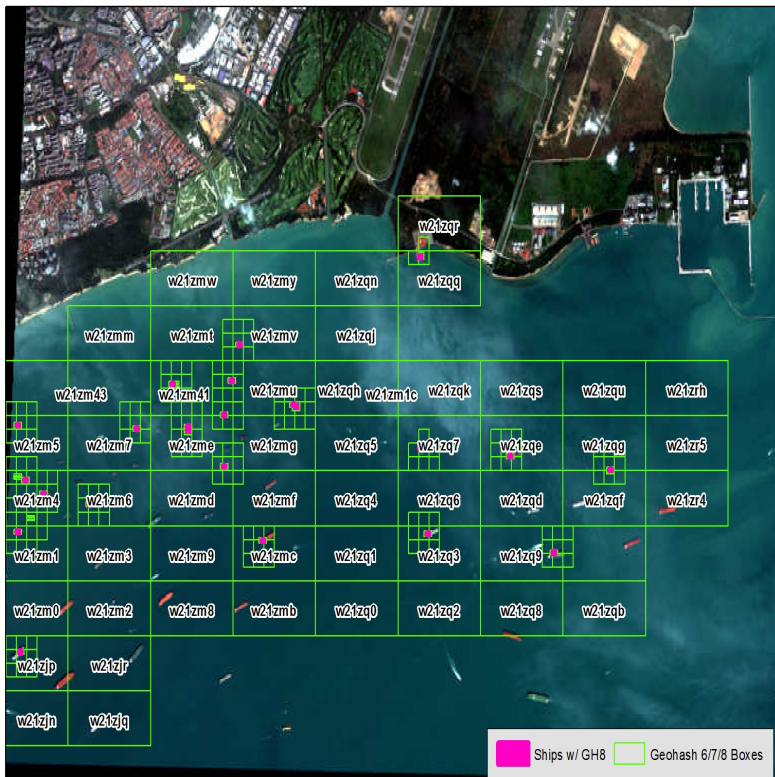 w21zqr
w21zmw w21zmy w21zqn w21zqq
w21zmm w21zmt w21zmv w21zqj
w21zm43 w21zm41 w21zmu w21zqh w21zm1c w21zqk w21zqs w21zqu w21zrh
w21zm5 w21zm7 w21zme w21zmg w21zq5 w21zq7 w21zqe w21zqg w21zr5
w21zm4 w21zm6 w21zmd w21zmf w21zq4 w21zq6 w21zqd w21zqf w21zr4
w21zm1 w21zm3 w21zm9 w21zmc w21zq1 w21zq3 w21zq9
w21zm0 w21zm2 w21zm8 w21zmb w21zq0 w21zq2 w21zq8 w21zqb
w21zjp w21zjr
w21zjn w21zjq
Ships w/ GH8 Geohash 6/7/8 Boxes